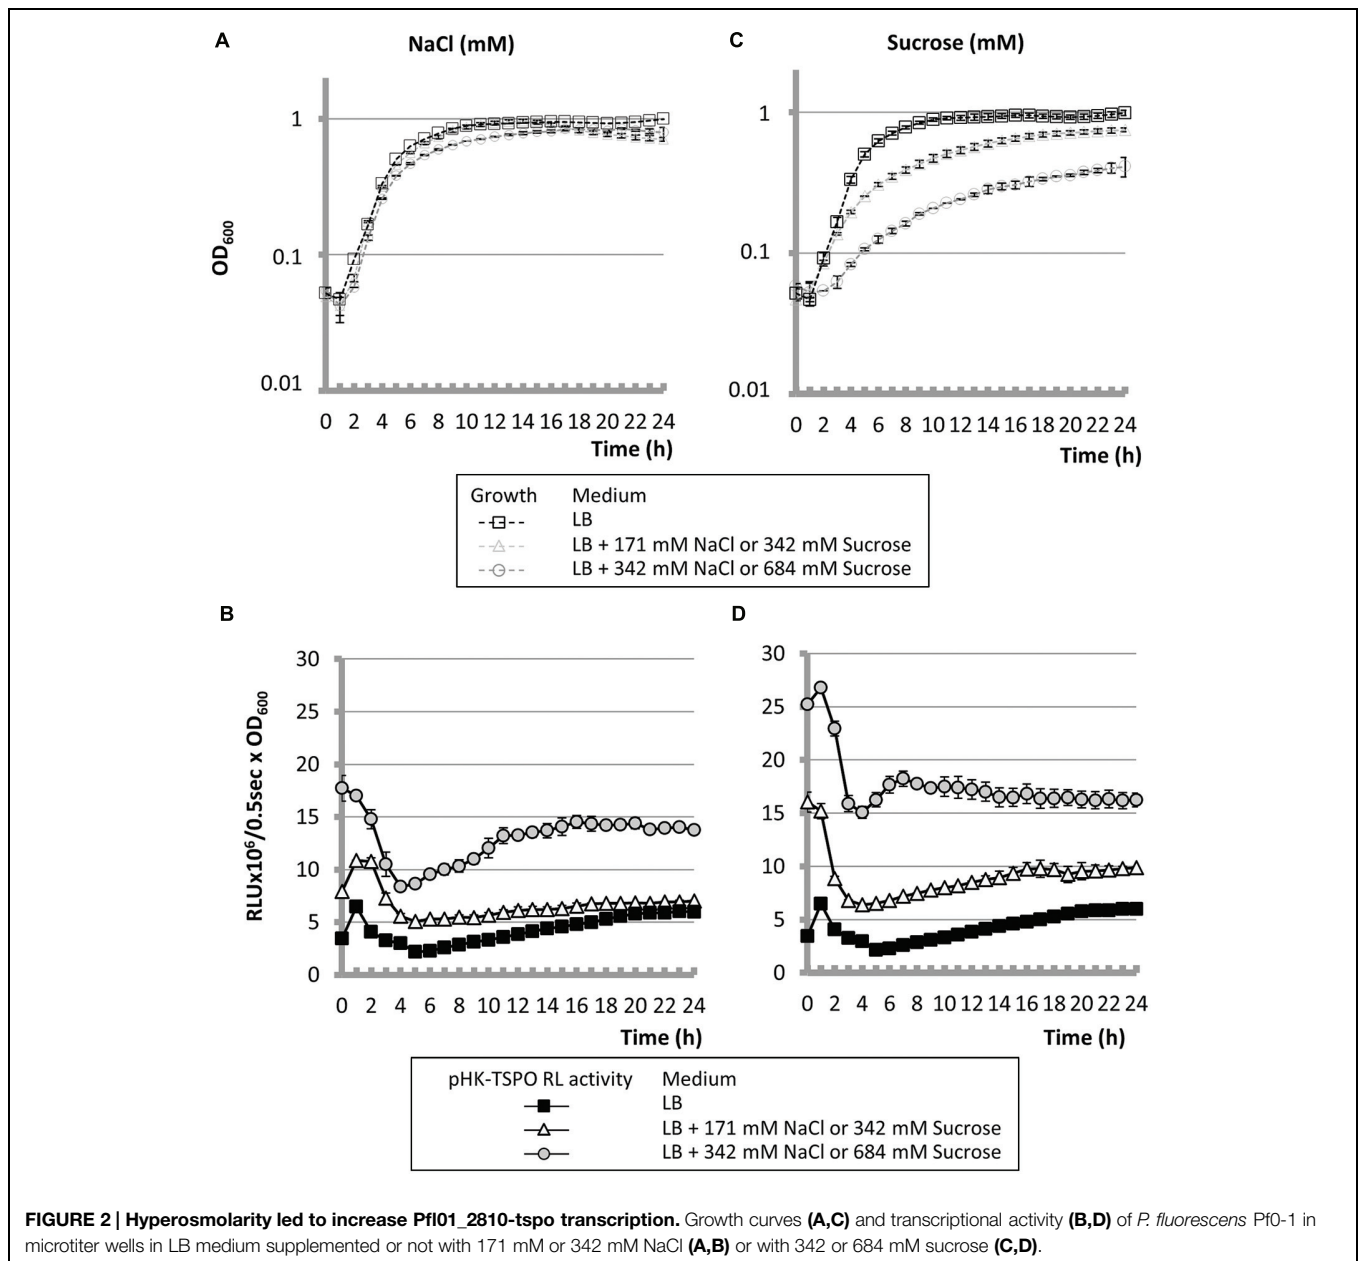 A
NaCl (mM)
C
Sucrose (mM)
OD600
1
0.1
0.01
0 2 4 6 8 10 12 14 16 18 20 22 24
Time (h)
1
0.1
0.01
0 2 4 6 8 10 12 14 16 18 20 22 24
Time (h)
Growth Medium
LB
LB + 171 mM NaCl or 342 mM Sucrose
LB + 342 mM NaCl or 684 mM Sucrose
B
D
RLUx10⁶/0.5sec x OD600
30
25
20
15
10
5
0
0 2 4 6 8 10 12 14 16 18 20 22 24
Time (h)
30
25
20
15
10
5
0
0 2 4 6 8 10 12 14 16 18 20 22 24
Time (h)
pHK-TSPO RL activity Medium
LB
LB + 171 mM NaCl or 342 mM Sucrose
LB + 342 mM NaCl or 684 mM Sucrose
FIGURE 2 | Hyperosmolarity led to increase Pfl01_2810-tspo transcription. Growth curves (A,C) and transcriptional activity (B,D) of P. fluorescens Pf0-1 in
microtiter wells in LB medium supplemented or not with 171 mM or 342 mM NaCl (A,B) or with 342 or 684 mM sucrose (C,D).